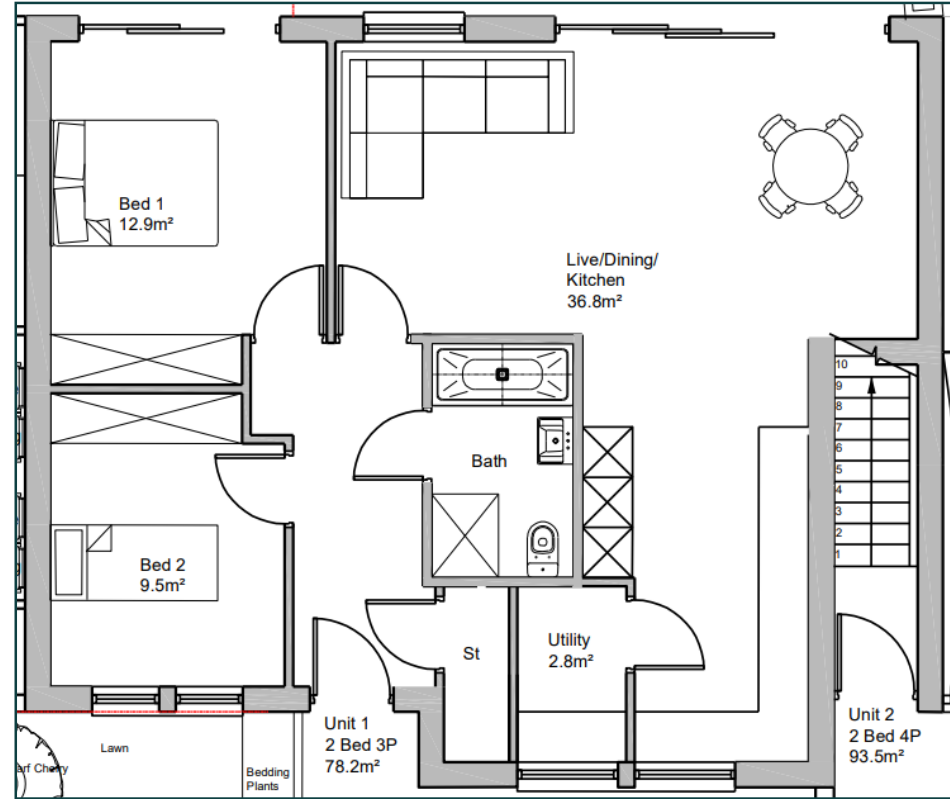 Bed 1
12.9m²
Live/Dining/
Kitchen
36.8m²
10
9
8
7
6
5
4
3
2
1
Bath
Bed 2
9.5m²
St
Utility
2.8m²
Unit 1
2 Bed 3P
78.2m²
Unit 2
2 Bed 4P
93.5m²
Lawn
Bedding
Plants